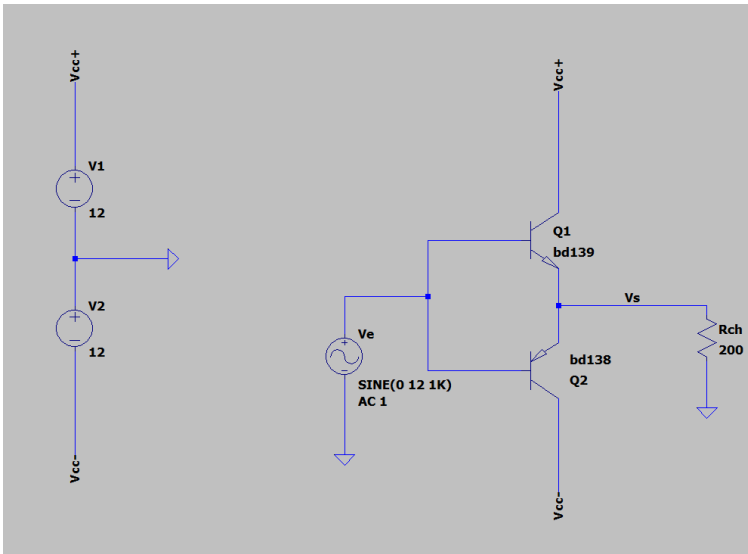 Vcc+
V1
12
V2
12
Vcc-
Vcc+
Q1
bd139
Vs
Ve
SINE(0 12 1K)
AC 1
bd138
Q2
Rch
200
Vcc-